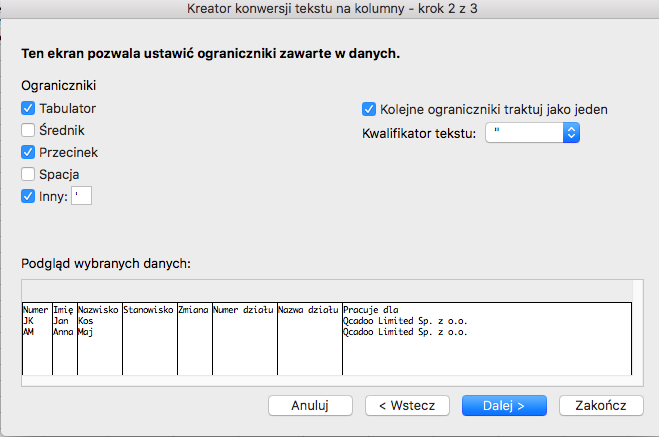 Kreator konwersji tekstu na kolumny - krok 2 z 3
Ten ekran pozwala ustawić ograniczniki zawarte w danych.
Ograniczniki
Tabulator
Kolejne ograniczniki traktuj jako jeden
Średnik
Kwalifikator tekstu: "
Przecinek
Spacja
Inny: '
Podgląd wybranych danych:
Numer Imię Nazwisko Stanowisko Zmiana Numer działu Nazwa działu Pracuje dla
JK Jan Kos Qcadoo Limited Sp. z o.o.
AM Anna Maj Qcadoo Limited Sp. z o.o.
Anuluj < Wstecz Dalej > Zakończ